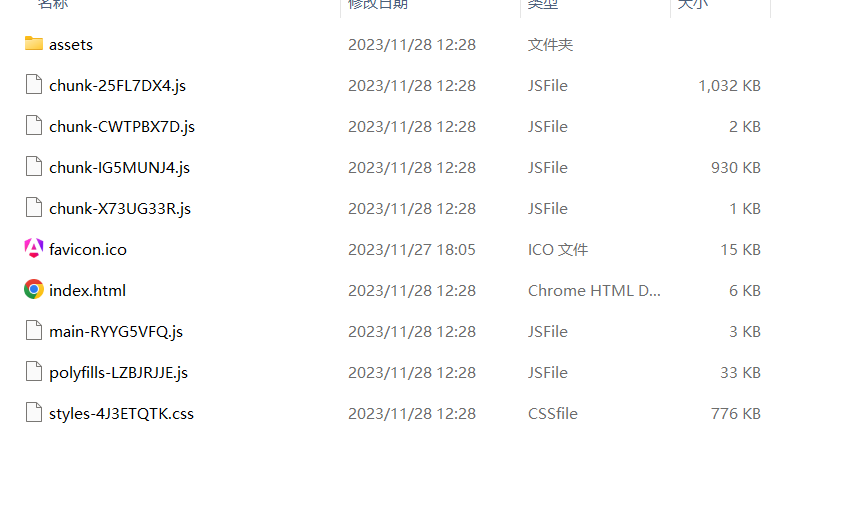 名称 修改日期 类型 大小
assets 2023/11/28 12:28 文件夹
chunk-25FL7DX4.js 2023/11/28 12:28 JSFile 1,032 KB
chunk-CWTPBX7D.js 2023/11/28 12:28 JSFile 2 KB
chunk-IG5MUNJ4.js 2023/11/28 12:28 JSFile 930 KB
chunk-X73UG33R.js 2023/11/28 12:28 JSFile 1 KB
favicon.ico 2023/11/27 18:05 ICO 文件 15 KB
index.html 2023/11/28 12:28 Chrome HTML D... 6 KB
main-RYYG5VFQ.js 2023/11/28 12:28 JSFile 3 KB
polyfills-LZBJRJJE.js 2023/11/28 12:28 JSFile 33 KB
styles-4J3ETQTK.css 2023/11/28 12:28 CSSfile 776 KB